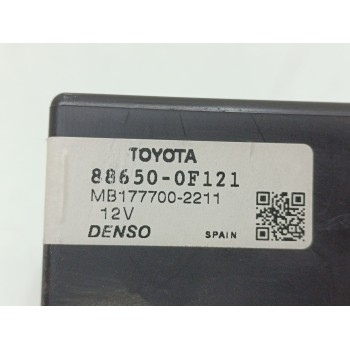 TOYOTA
88650-0F121
MB177700-2211
12V
DENSO SPAIN